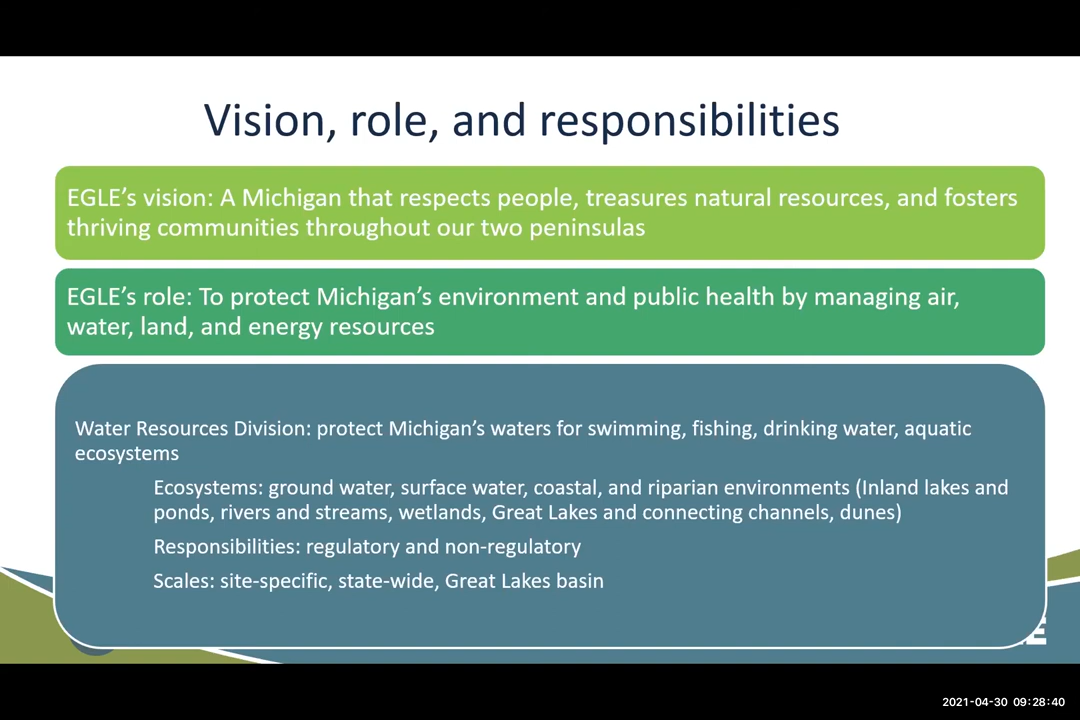 Vision, role, and responsibilities
EGLE’s vision: A Michigan that respects people, treasures natural resources, and fosters
thriving communities throughout our two peninsulas
EGLE’s role: To protect Michigan’s environment and public health by managing air,
water, land, and energy resources
Water Resources Division: protect Michigan’s waters for swimming, fishing, drinking water, aquatic
ecosystems
Ecosystems: ground water, surface water, coastal, and riparian environments (Inland lakes and
ponds, rivers and streams, wetlands, Great Lakes and connecting channels, dunes)
Responsibilities: regulatory and non-regulatory
Scales: site-specific, state-wide, Great Lakes basin
2021-04-30 09:28:40